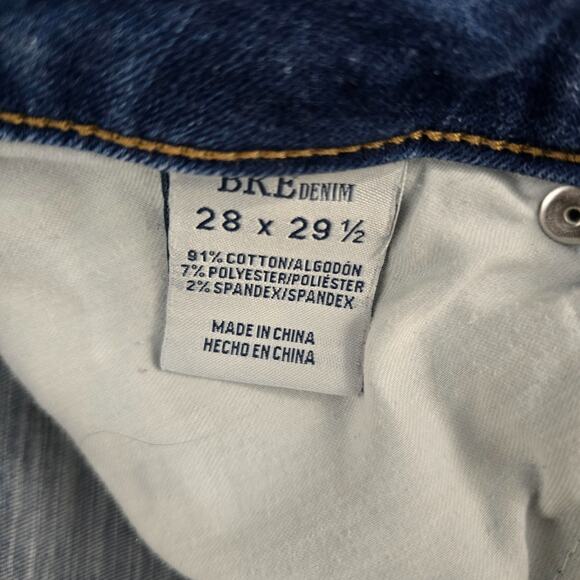 BKE DENIM
28 x 29 ½
91% COTTON/ALGODÓN
7% POLYESTER/POLIÉSTER
2% SPANDEX/SPANDEX
MADE IN CHINA
HECHO EN CHINA